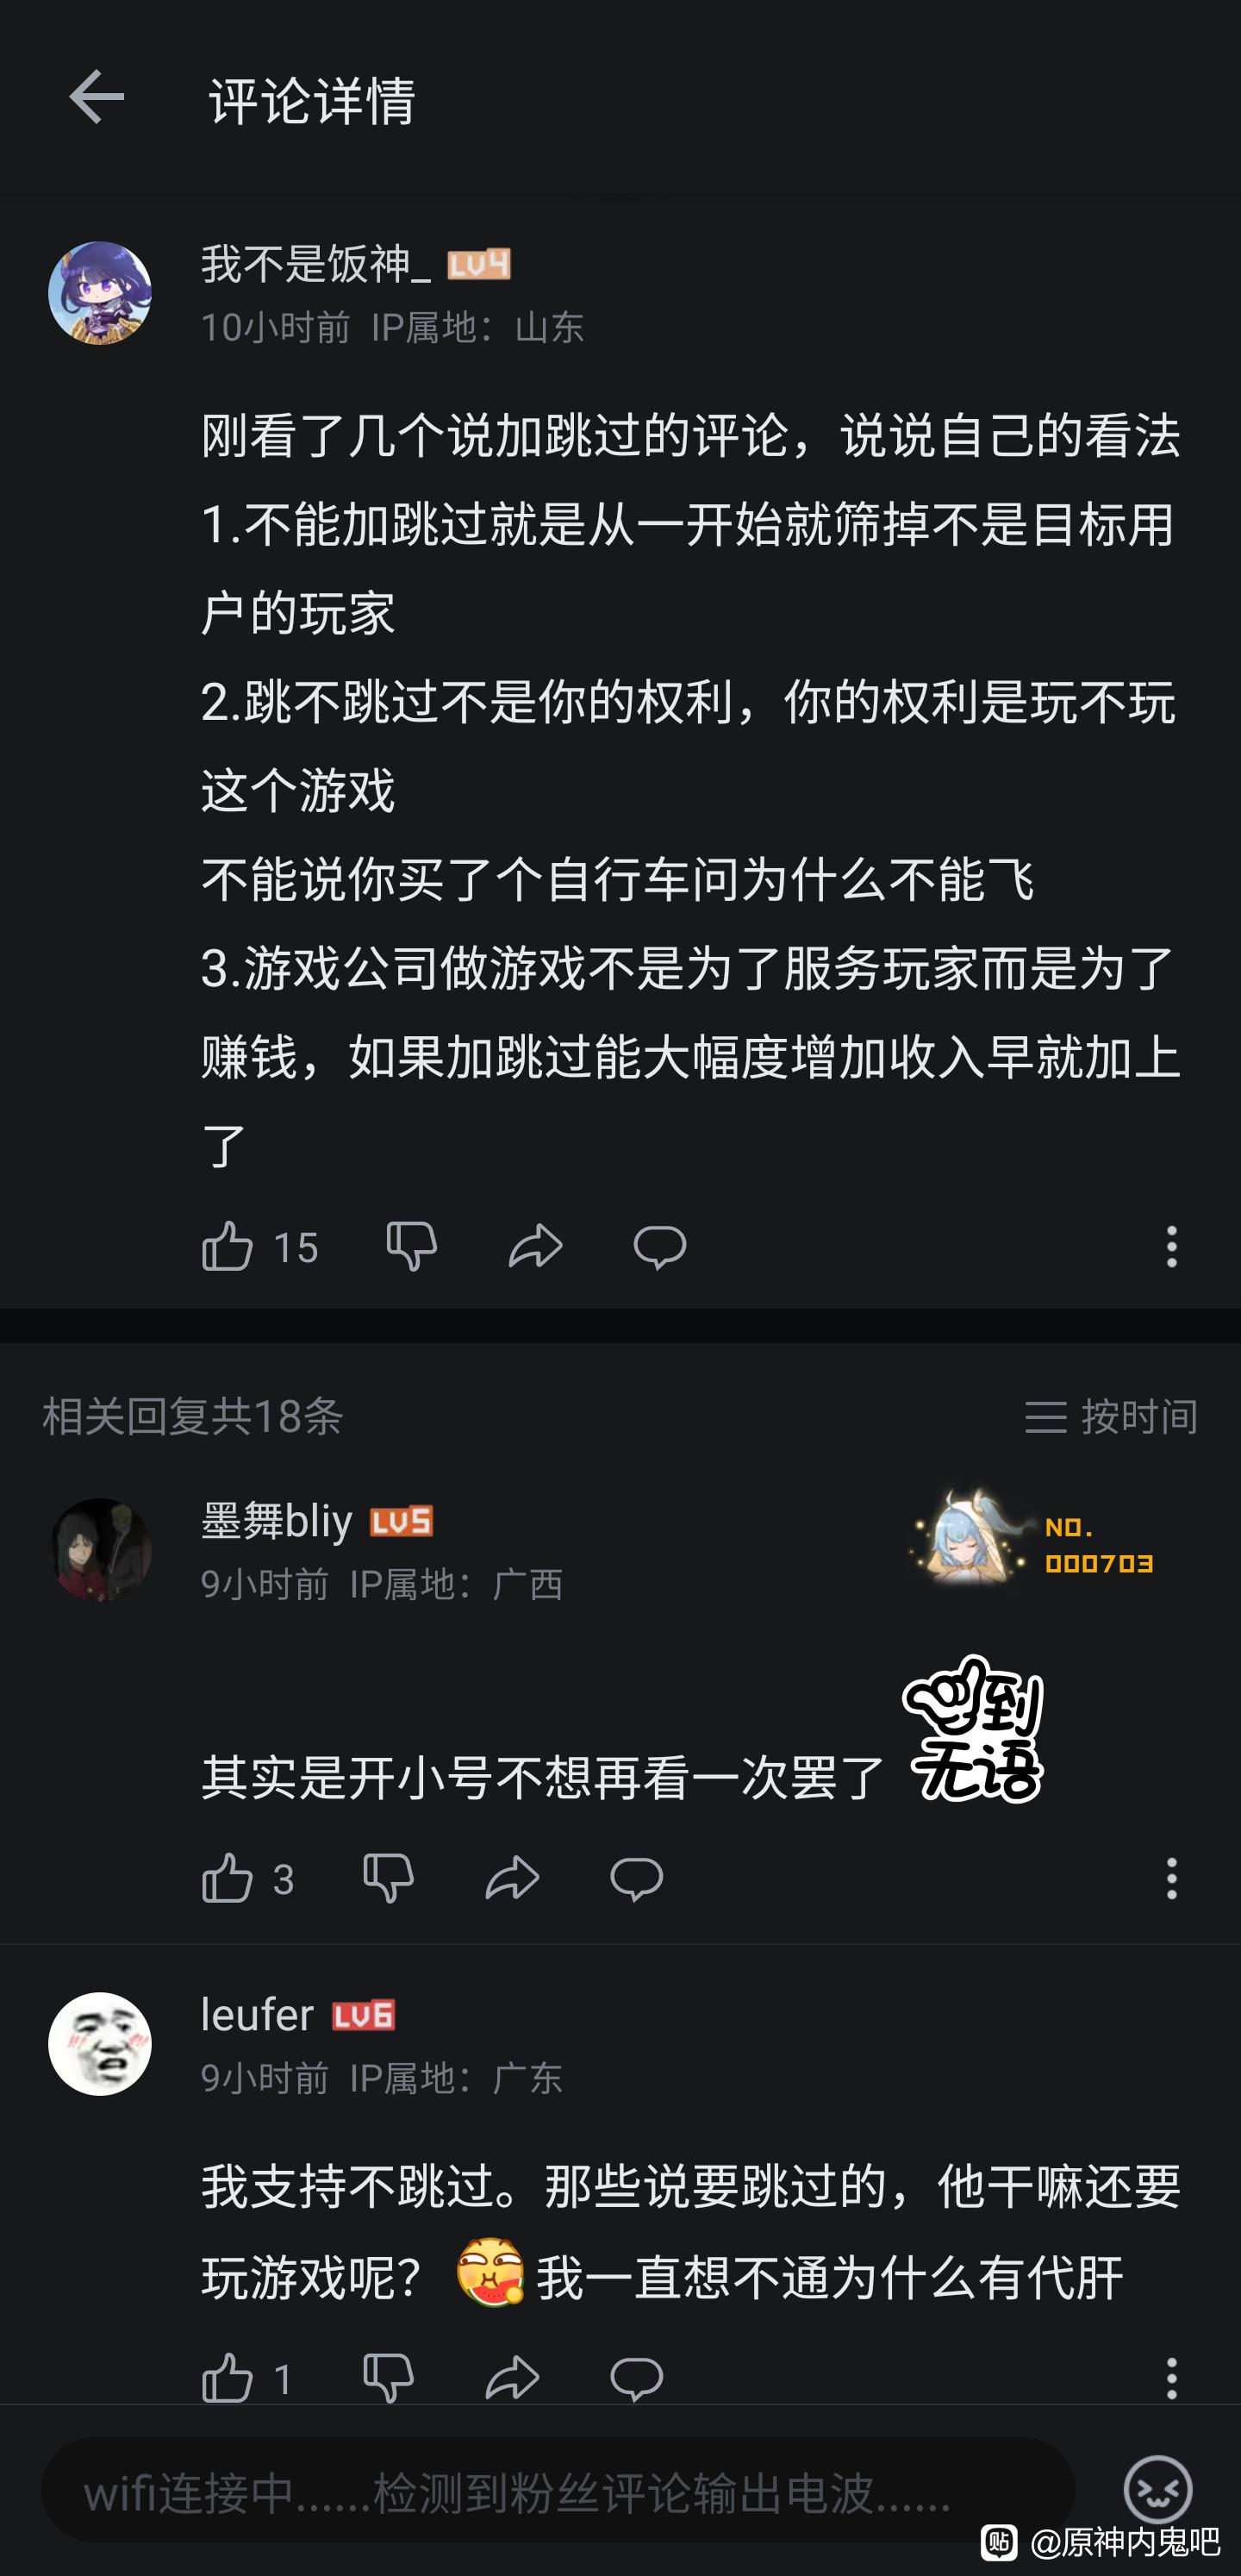 评论详情
我不是饭神_ LV4
10小时前 IP属地：山东
刚看了几个说加跳过的评论，说说自己的看法
1.不能加跳过就是从一开始就筛掉不是目标用
户的玩家
2.跳不跳过不是你的权利，你的权利是玩不玩
这个游戏
不能说你买了个自行车问为什么不能飞
3.游戏公司做游戏不是为了服务玩家而是为了
赚钱，如果加跳过能大幅度增加收入早就加上
了
15
相关回复共18条
按时间
墨舞bliy LV5
NO.
000703
9小时前 IP属地：广西
到
无语
其实是开小号不想再看一次罢了
3
leufer LV6
9小时前 IP属地：广东
我支持不跳过。那些说要跳过的，他干嘛还要
玩游戏呢？我一直想不通为什么有代肝
1
wifi连接中......检测到粉丝评论输出电波......
贴 @原神内鬼吧